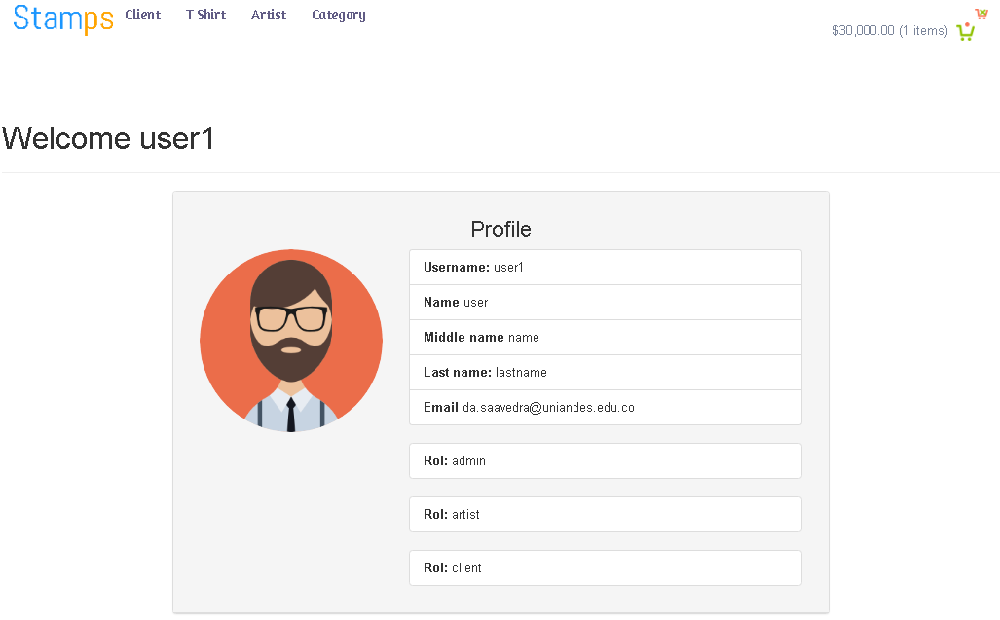 Stamps Client T Shirt Artist Category
$30,000.00 (1 items)
Welcome user1
Profile
Username: user1
Name user
Middle name name
Last name: lastname
Email da.saavedra@uniandes.edu.co
Rol: admin
Rol: artist
Rol: client